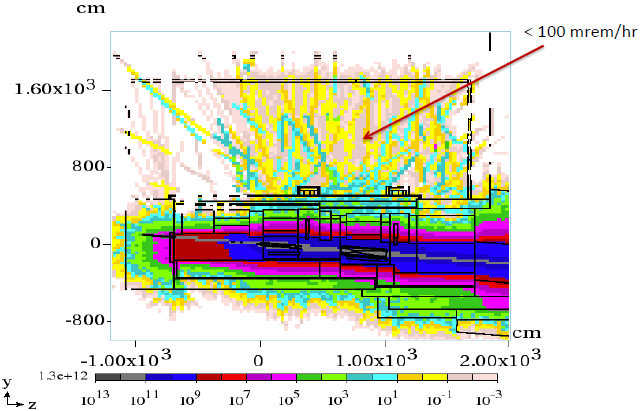 cm
< 100 mrem/hr
1.60x10³
800
0
-800
cm
-1.00x10³ 0 1.00x10³ 2.00x10³
1.3e+12
10¹³ 10¹¹ 10⁹ 10⁷ 10⁵ 10³ 10¹ 10⁻¹ 10⁻³
y
z